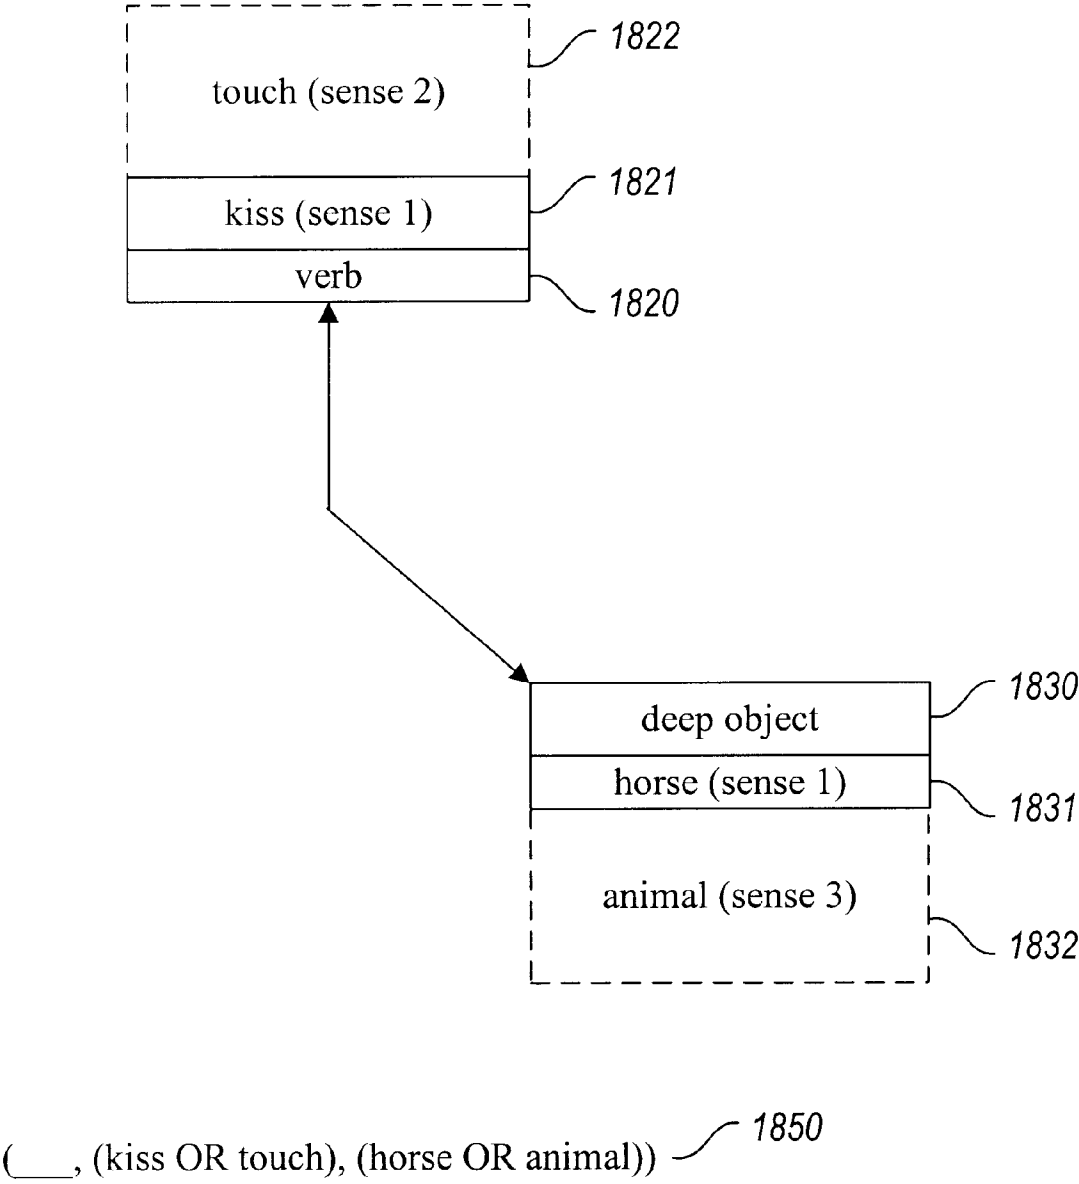 1822
touch (sense 2)
1821
kiss (sense 1)
verb
1820
1830
deep object
horse (sense 1)
1831
animal (sense 3)
1832
1850
(___, (kiss OR touch), (horse OR animal))